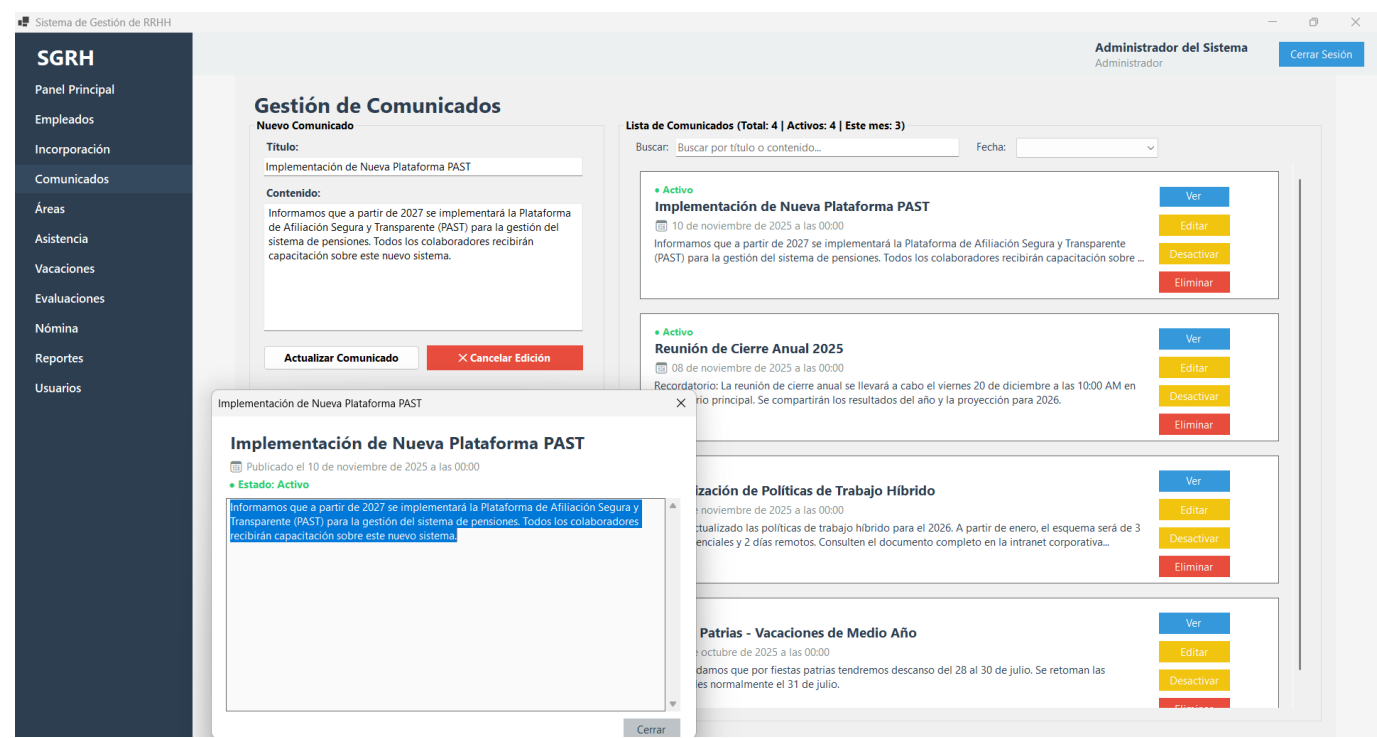 Sistema de Gestión de RRHH
SGRH
Panel Principal
Empleados
Incorporación
Comunicados
Áreas
Asistencia
Vacaciones
Evaluaciones
Nómina
Reportes
Usuarios
Administrador del Sistema
Administrador
Cerrar Sesión
Gestión de Comunicados
Nuevo Comunicado
Título:
Implementación de Nueva Plataforma PAST
Contenido:
Informamos que a partir de 2027 se implementará la Plataforma
de Afiliación Segura y Transparente (PAST) para la gestión del
sistema de pensiones. Todos los colaboradores recibirán
capacitación sobre este nuevo sistema.
Actualizar Comunicado
Cancelar Edición
Lista de Comunicados (Total: 4 | Activos: 4 | Este mes: 3)
Buscar: Buscar por título o contenido... Fecha:
• Activo
Implementación de Nueva Plataforma PAST
10 de noviembre de 2025 a las 00:00
Informamos que a partir de 2027 se implementará la Plataforma de Afiliación Segura y Transparente
(PAST) para la gestión del sistema de pensiones. Todos los colaboradores recibirán capacitación sobre ...
Ver
Editar
Desactivar
Eliminar
• Activo
Reunión de Cierre Anual 2025
08 de noviembre de 2025 a las 00:00
Recordatorio: La reunión de cierre anual se llevará a cabo el viernes 20 de diciembre a las 10:00 AM en
rio principal. Se compartirán los resultados del año y la proyección para 2026.
Ver
Editar
Desactivar
Eliminar
ización de Políticas de Trabajo Híbrido
noviembre de 2025 a las 00:00
ctualizado las políticas de trabajo híbrido para el 2026. A partir de enero, el esquema será de 3
enciales y 2 días remotos. Consulten el documento completo en la intranet corporativa...
Ver
Editar
Desactivar
Eliminar
Patrias - Vacaciones de Medio Año
octubre de 2025 a las 00:00
damos que por fiestas patrias tendremos descanso del 28 al 30 de julio. Se retoman las
es normalmente el 31 de julio.
Ver
Editar
Desactivar
Eliminar
Implementación de Nueva Plataforma PAST
Implementación de Nueva Plataforma PAST
Publicado el 10 de noviembre de 2025 a las 00:00
• Estado: Activo
Informamos que a partir de 2027 se implementará la Plataforma de Afiliación Segura y
Transparente (PAST) para la gestión del sistema de pensiones. Todos los colaboradores
recibirán capacitación sobre este nuevo sistema.
Cerrar